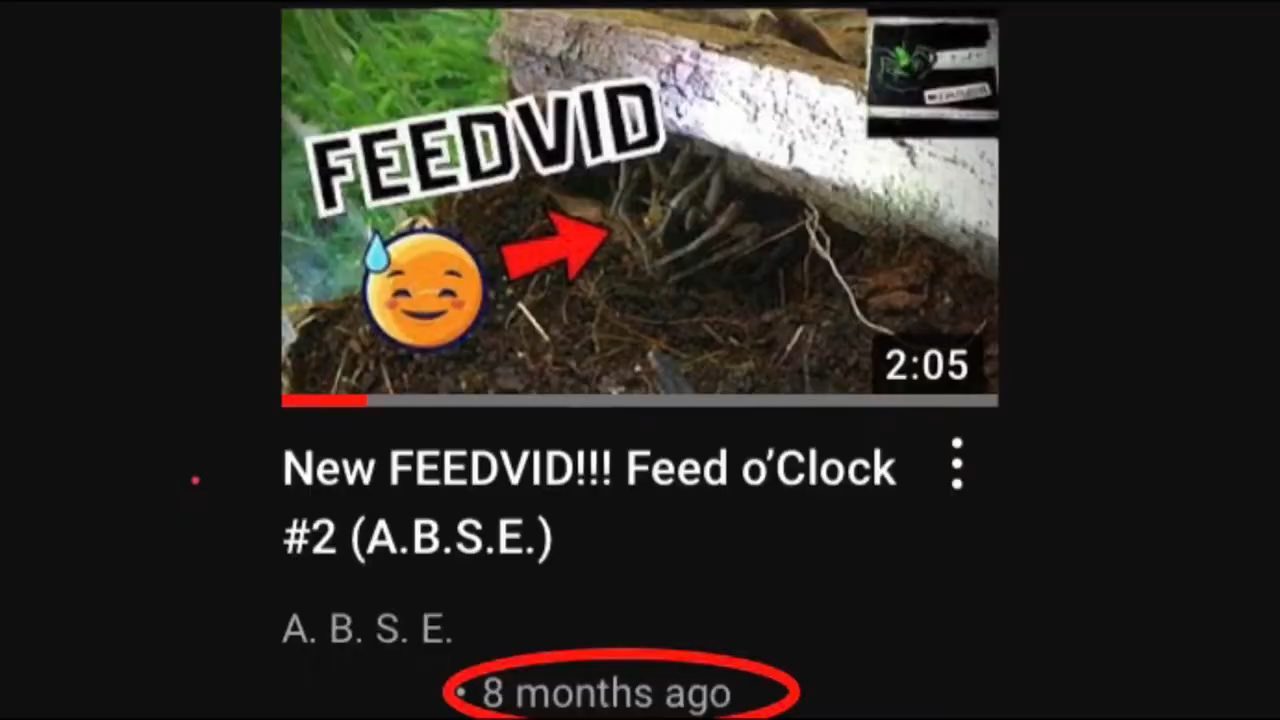 FEEDVID
2:05
New FEEDVID!!! Feed o’Clock
#2 (A.B.S.E.)
A. B. S. E.
• 8 months ago